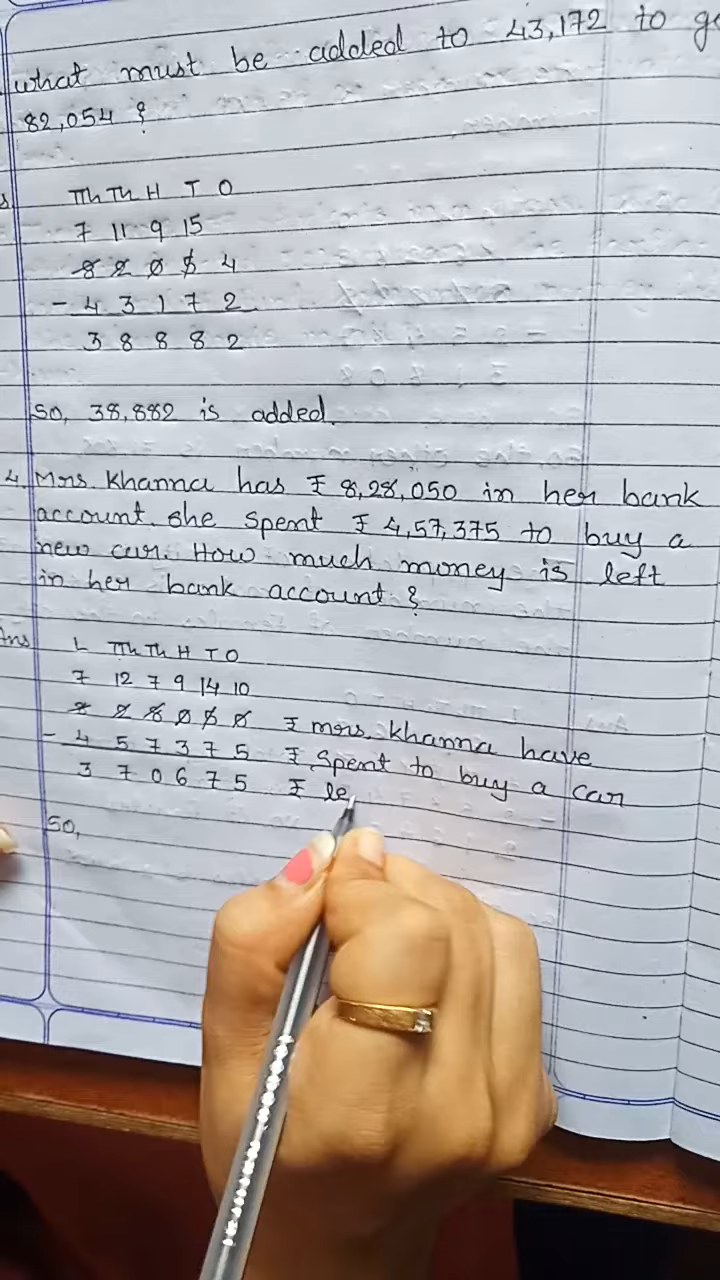 what must be added to 43,172 to
82,054 ?
Tth Th H T O
7 11 9 15
8 2 0 5 4
- 4 3 1 7 2
3 8 8 8 2
So, 38,882 is added.
4. Mrs. Khanna has ₹ 8,28,050 in her bank
account. She spent ₹ 4,57,375 to buy a
new car. How much money is left
in her bank account ?
Ans L Tth Th H T O
7 12 7 9 14 10
8 2 8 0 5 0 ₹ mrs. Khanna have
- 4 5 7 3 7 5 ₹ spent to buy a car
3 7 0 6 7 5 ₹ le
So,